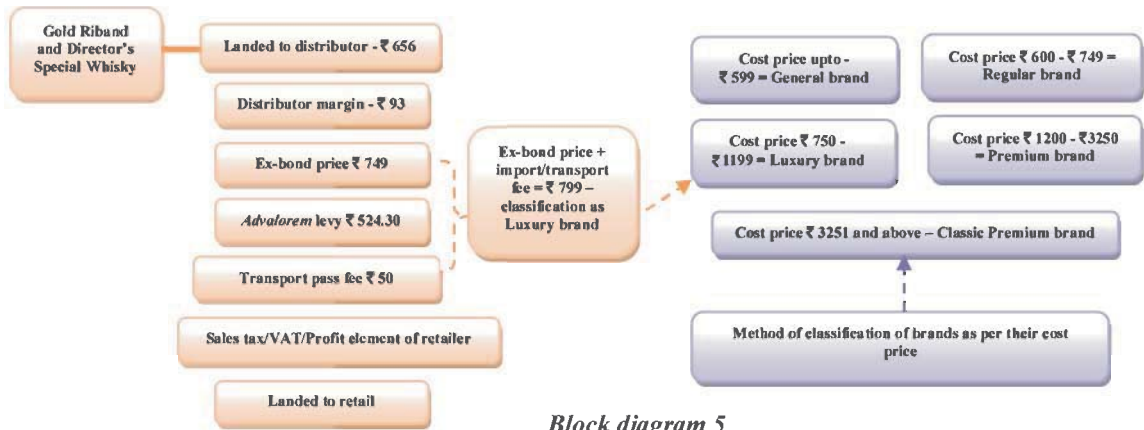 Gold Riband
and Director's
Special Whisky
Landed to distributor - ₹ 656
Distributor margin - ₹ 93
Ex-bond price ₹ 749
Advalorem levy ₹ 524.30
Transport pass fee ₹ 50
Sales tax/VAT/Profit element of retailer
Landed to retail
Ex-bond price +
import/transport
fee = ₹ 799 –
classification as
Luxury brand
Cost price upto -
₹ 599 = General brand
Cost price ₹ 600 - ₹ 749 =
Regular brand
Cost price ₹ 750 -
₹1199 = Luxury brand
Cost price ₹ 1200 - ₹3250
= Premium brand
Cost price ₹ 3251 and above – Classic Premium brand
Method of classification of brands as per their cost
price
Block diagram 5